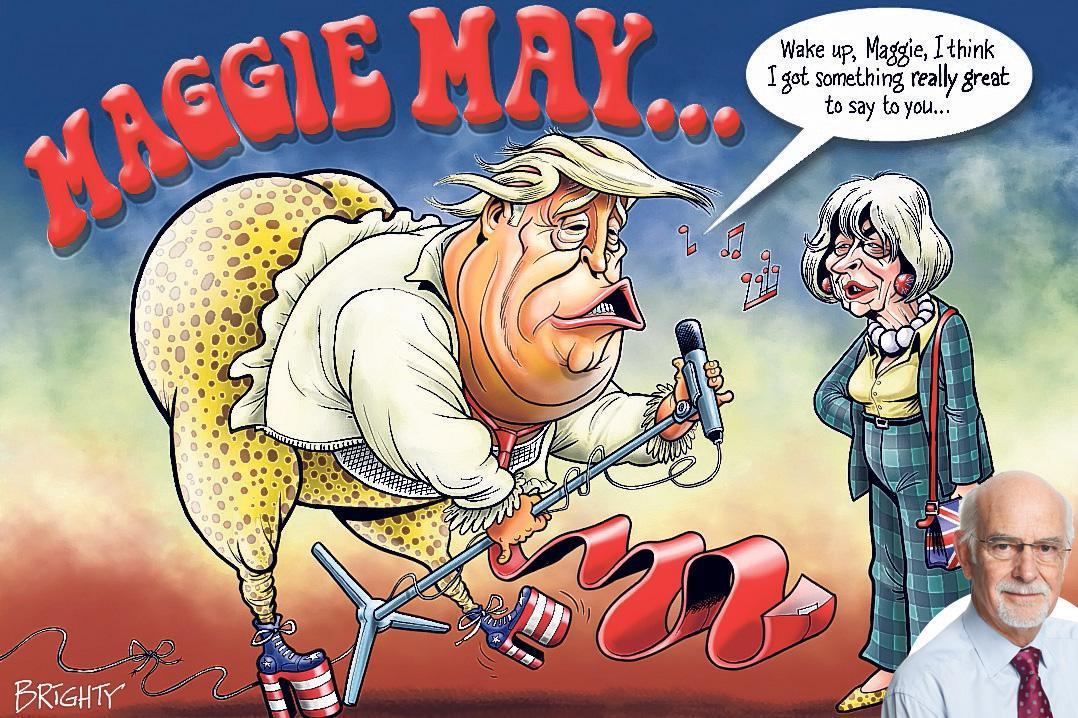 MAGGIE MAY...
Wake up, Maggie, I think
I got something really great
to say to you...
BRIGHTY